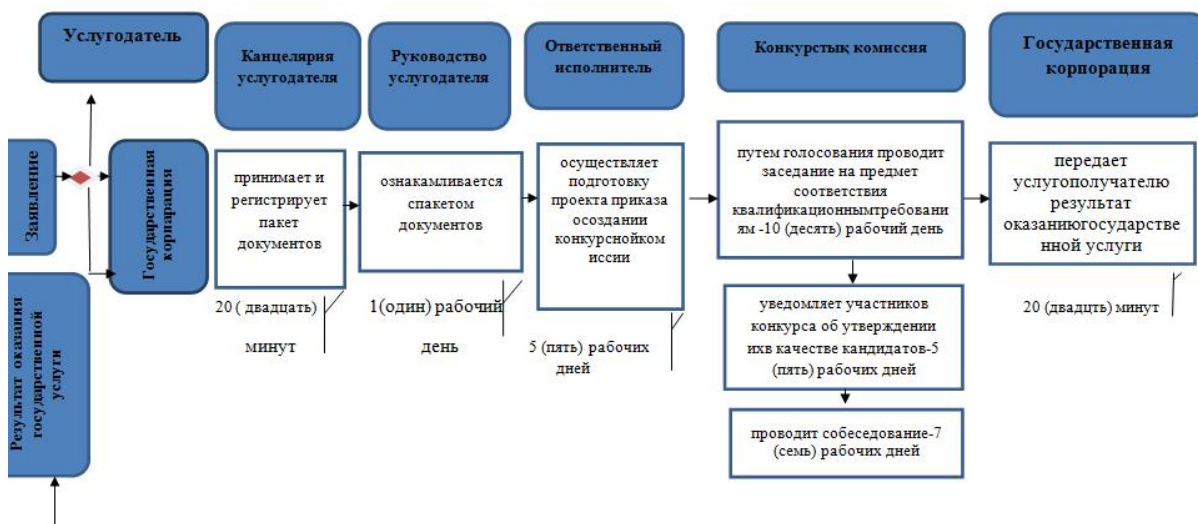 Услугодатель
Канцелярия
услугодателя
Руководство
услугодателя
Ответственный
исполнитель
Конкурстық комиссия
Государственная
корпорация
Заявление
Государственная
корпарация
принимает и
регистрирует
пакет
документов
ознакамливается
спакетом
документов
осуществляет
подготовку
проекта приказа
осоздании
конкурснойком
иссии
путем голосования проводит
заседание на предмет
соответствия
квалификационнымтребовани
ям -10 (десять) рабочий день
передает
услугополучателю
результат
оказаниюгосударстве
нной услуги
Результат оказания
государственной
услуги
20 ( двадцать)
минут
1(один) рабочий
день
5 (пять) рабочих
дней
уведомляет участников
конкурса об утверждении
ихв качестве кандидатов-5
(пять) рабочих дней
20 (двадцть) минут
проводит собеседование-7
(семь) рабочих дней